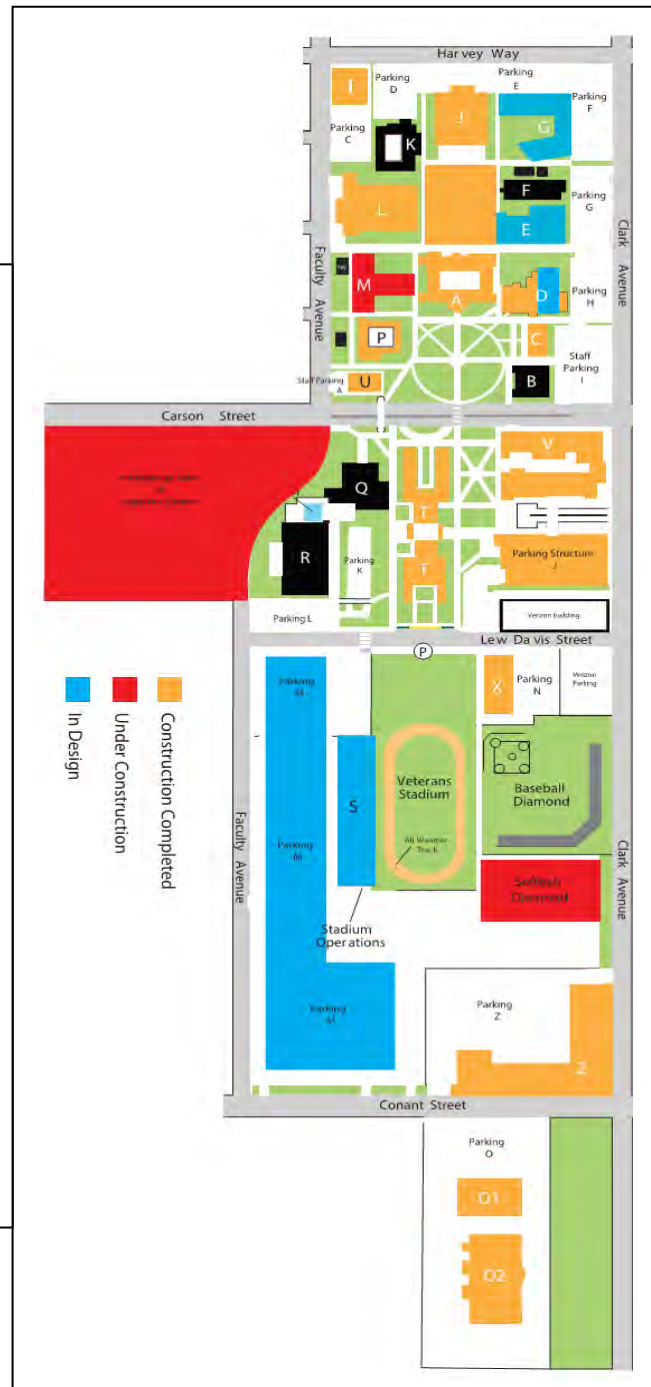 Harvey Way
Parking
D
Parking
E
Parking
F
I
J
G
Parking
C
K
F
Parking
G
L
E
Clark Avenue
Faculty Avenue
M
A
D
Parking
H
P
C
Staff
Parking
I
Staff Parking
A
U
B
Carson Street
V
Q
T
R
Parking
K
T
Parking Structure
J
Parking L
Verizon Building
Lew Davis Street
P
Parking
M
X
Parking
N
Verizon
Parking
In Design
Under Construction
Construction Completed
S
Veterans
Stadium
Baseball
Diamond
Parking
M
All Weather
Track
Faculty Avenue
Clark Avenue
Softball
Diamond
Stadium
Operations
Parking
M
Parking
Z
Z
Conant Street
Parking
O
O1
O2